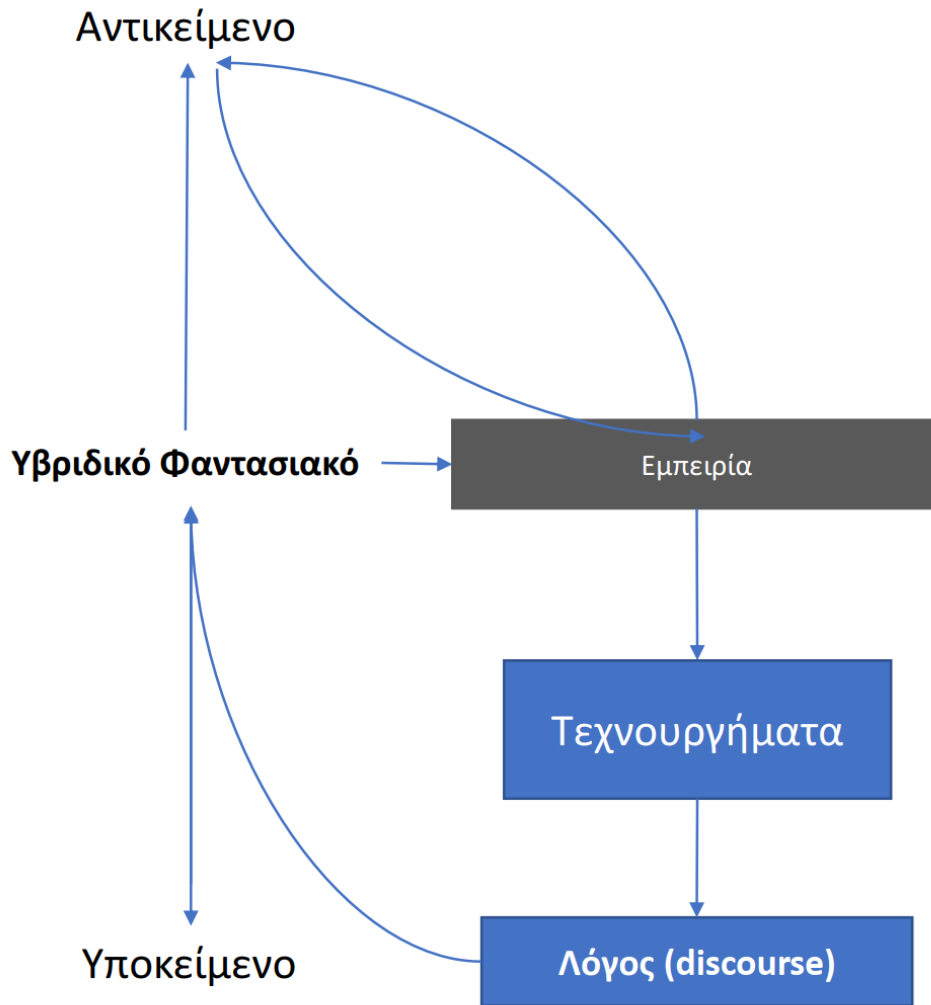 Αντικείμενο
Υβριδικό Φαντασιακό
Εμπειρία
Τεχνουργήματα
Υποκείμενο
Λόγος (discourse)